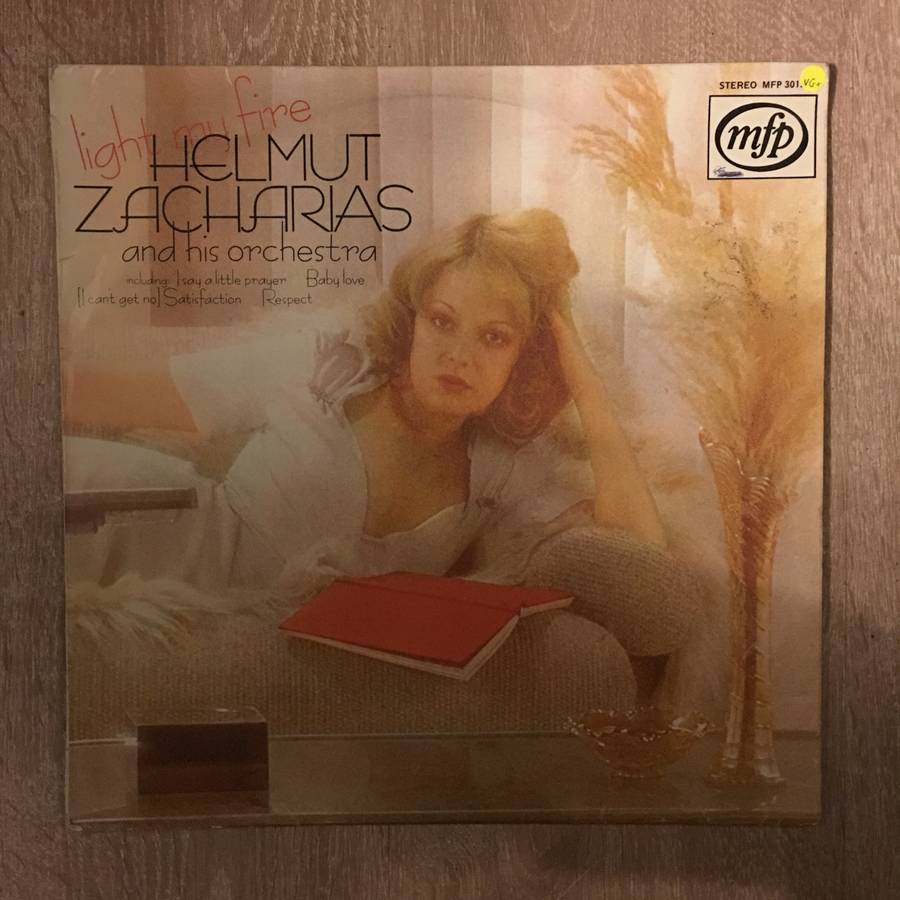 light my fire
HELMUT
ZACHARIAS
and his orchestra
including: I say a little prayer Baby love
[I can't get no] Satisfaction Respect
STEREO MFP 301
VG+
mfp